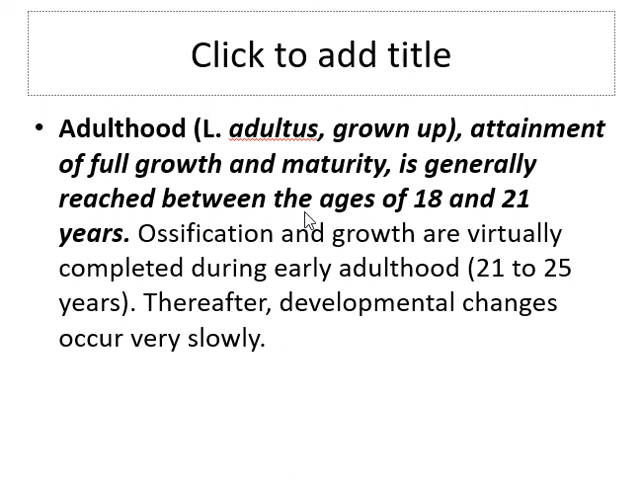 Click to add title
• Adulthood (L. adultus, grown up), attainment
of full growth and maturity, is generally
reached between the ages of 18 and 21
years. Ossification and growth are virtually
completed during early adulthood (21 to 25
years). Thereafter, developmental changes
occur very slowly.